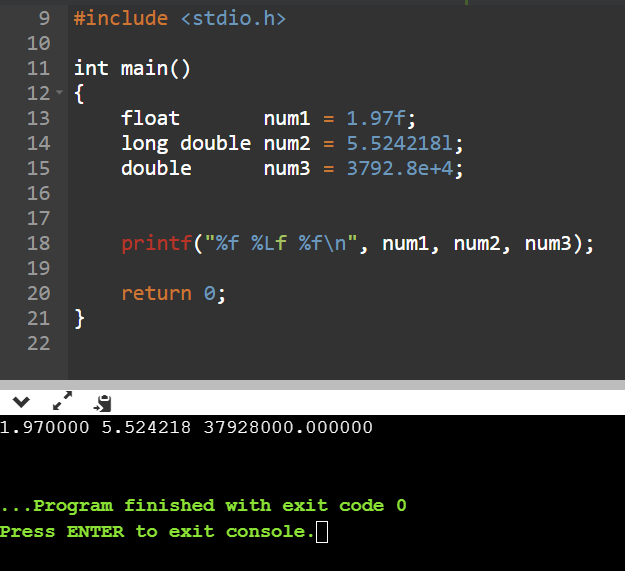 9 #include <stdio.h>
10
11 int main()
12 {
13     float       num1 = 1.97f;
14     long double num2 = 5.524218l;
15     double      num3 = 3792.8e+4;
16
17
18     printf("%f %Lf %f\n", num1, num2, num3);
19
20     return 0;
21 }
22
1.970000 5.524218 37928000.000000
...Program finished with exit code 0
Press ENTER to exit console.